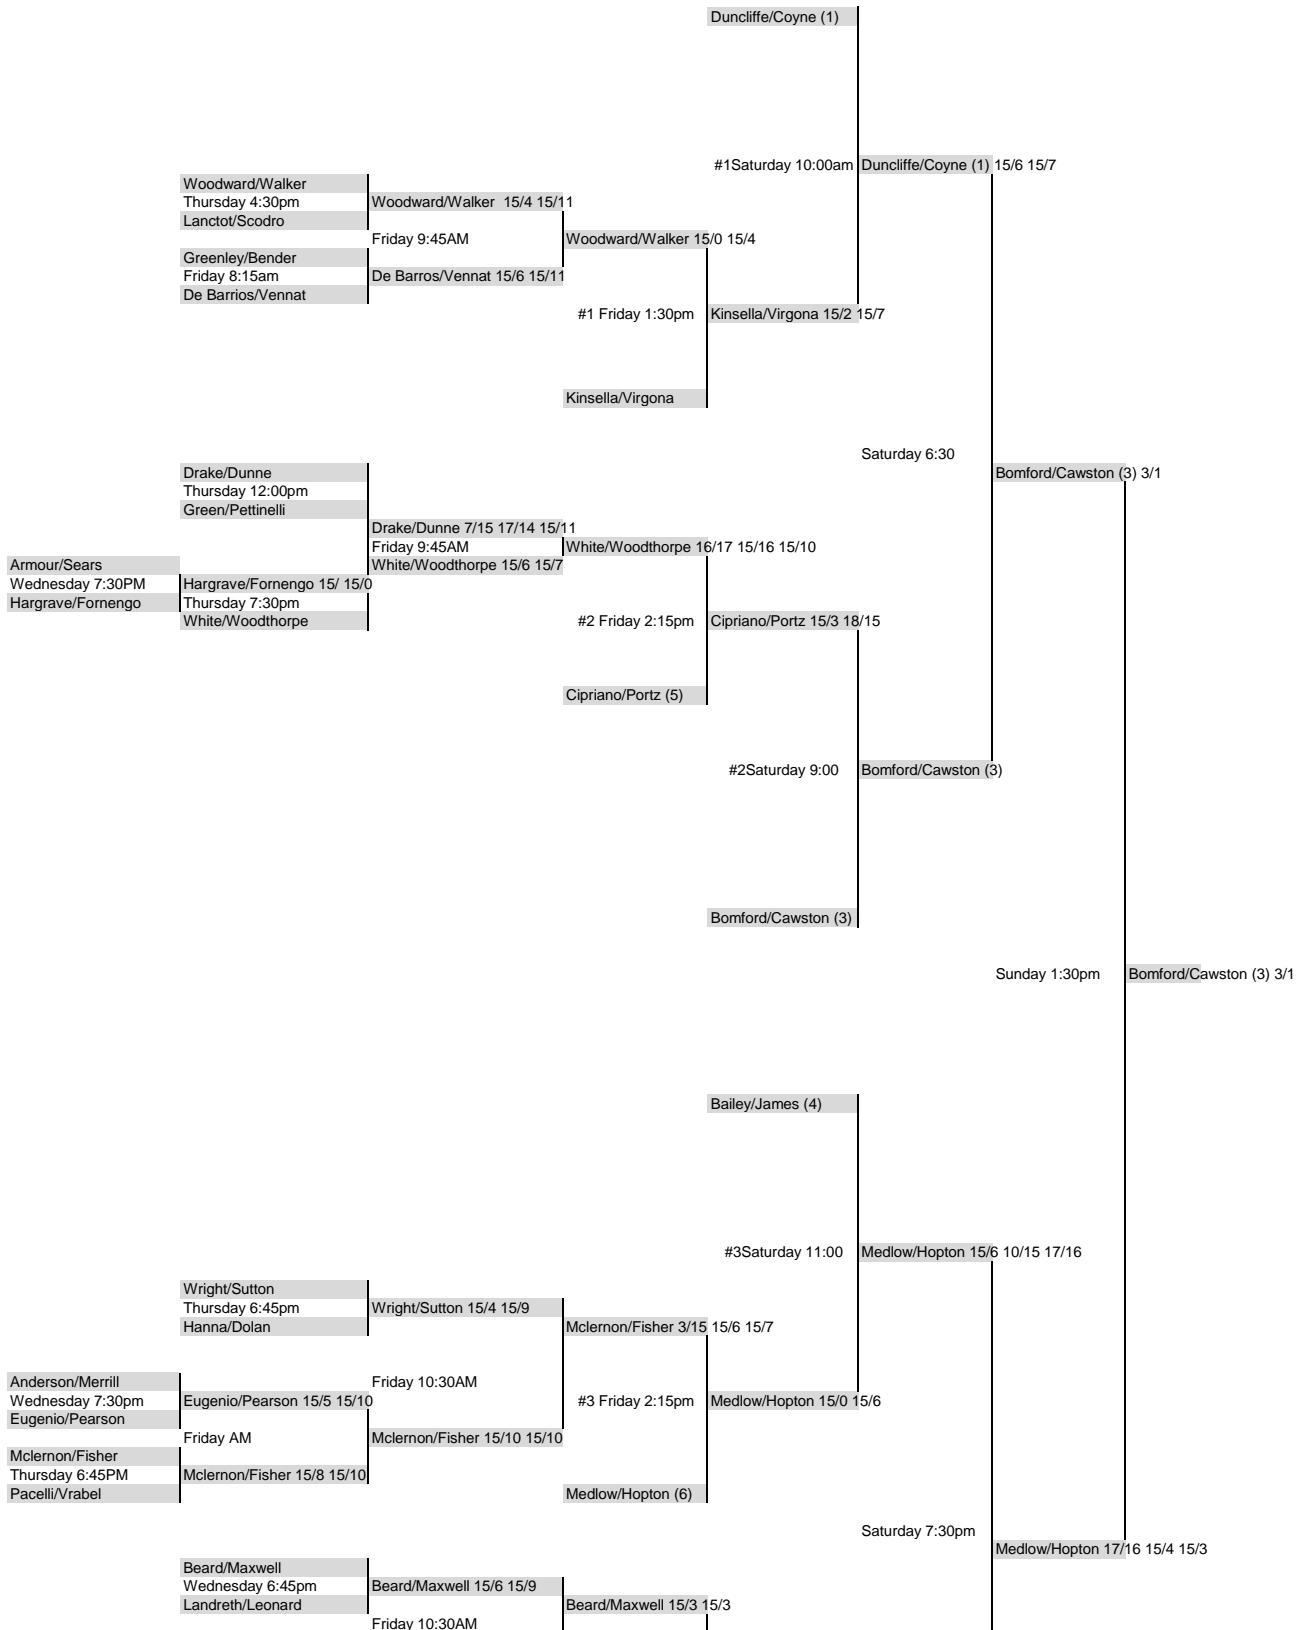 Duncliffe/Coyne (1)
#1Saturday 10:00am Duncliffe/Coyne (1) 15/6 15/7
Woodward/Walker
Thursday 4:30pm Woodward/Walker 15/4 15/11
Lanctot/Scodro
Friday 9:45AM Woodward/Walker 15/0 15/4
Greenley/Bender
Friday 8:15am De Barros/Vennat 15/6 15/11
De Barrios/Vennat
#1 Friday 1:30pm Kinsella/Virgona 15/2 15/7
Kinsella/Virgona
Saturday 6:30
Drake/Dunne Bomford/Cawston (3) 3/1
Thursday 12:00pm
Green/Pettinelli
Drake/Dunne 7/15 17/14 15/11
Friday 9:45AM White/Woodthorpe 16/17 15/16 15/10
Armour/Sears White/Woodthorpe 15/6 15/7
Wednesday 7:30PM Hargrave/Fornengo 15/ 15/0
Hargrave/Fornengo Thursday 7:30pm
White/Woodthorpe #2 Friday 2:15pm Cipriano/Portz 15/3 18/15
Cipriano/Portz (5)
#2Saturday 9:00 Bomford/Cawston (3)
Bomford/Cawston (3)
Sunday 1:30pm Bomford/Cawston (3) 3/1
Bailey/James (4)
#3Saturday 11:00 Medlow/Hopton 15/6 10/15 17/16
Wright/Sutton
Thursday 6:45pm Wright/Sutton 15/4 15/9
Hanna/Dolan Mclernon/Fisher 3/15 15/6 15/7
Anderson/Merrill Friday 10:30AM
Wednesday 7:30pm Eugenio/Pearson 15/5 15/10 #3 Friday 2:15pm Medlow/Hopton 15/0 15/6
Eugenio/Pearson
Friday AM Mclernon/Fisher 15/10 15/10
Mclernon/Fisher
Thursday 6:45PM Mclernon/Fisher 15/8 15/10
Pacelli/Vrabel Medlow/Hopton (6)
Saturday 7:30pm
Medlow/Hopton 17/16 15/4 15/3
Beard/Maxwell
Wednesday 6:45pm Beard/Maxwell 15/6 15/9
Landreth/Leonard Beard/Maxwell 15/3 15/3
Friday 10:30AM